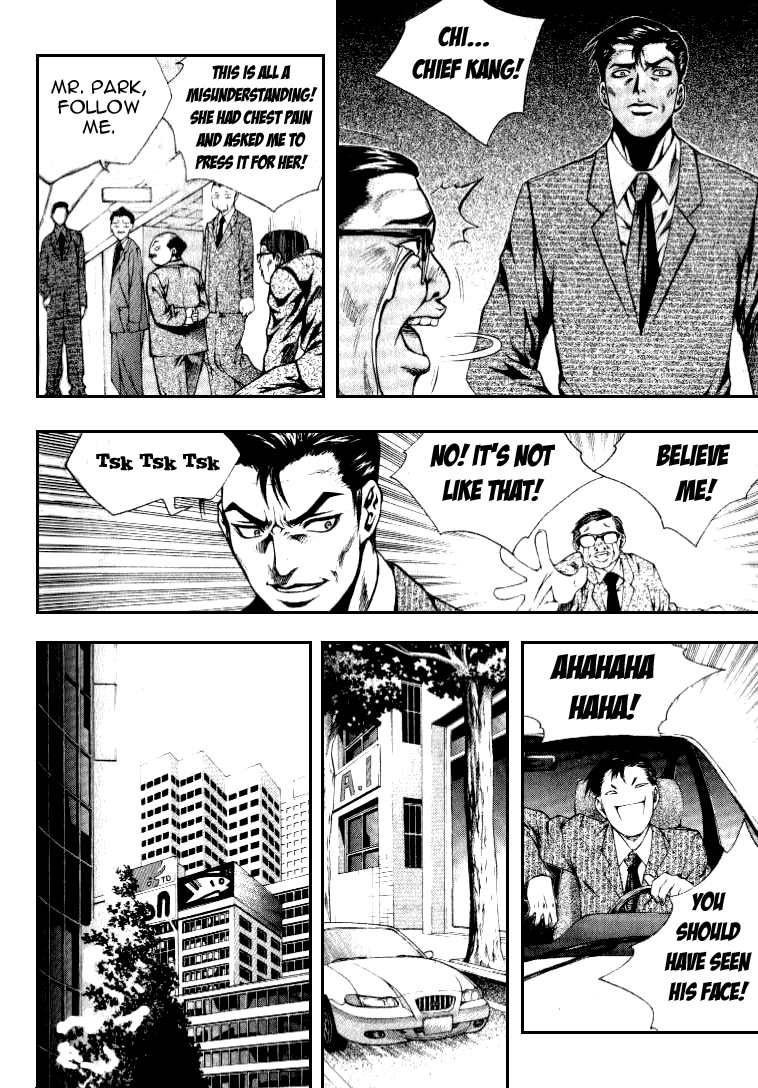 MR. PARK,
FOLLOW
ME.
THIS IS ALL A
MISUNDERSTANDING!
SHE HAD CHEST PAIN
AND ASKED ME TO
PRESS IT FOR HER!
CHI...
CHIEF KANG!
TSK TSK TSK
NO! IT'S NOT
LIKE THAT!
BELIEVE
ME!
TD
on
A.I
AHAHAHA
HAHA!
YOU
SHOULD
HAVE SEEN
HIS FACE!